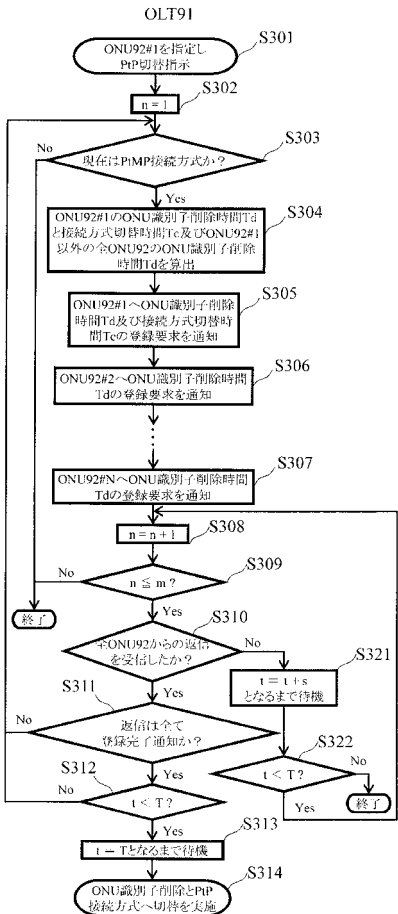 OLT91
ONU92#1を指定し
PtP切替指示
S301
n = 1
S302
現在はPtMP接続方式か？
S303
No
Yes
ONU92#1のONU識別子削除時間Td
と接続方式切替時間Tc及びONU92#1
以外の全ONU92のONU識別子削除
時間Tdを算出
S304
ONU92#1へONU識別子削除
時間Td及び接続方式切替時
間Tcの登録要求を通知
S305
ONU92#2へONU識別子削除時間
Tdの登録要求を通知
S306
ONU92#NへONU識別子削除時間
Tdの登録要求を通知
S307
n = n + 1
S308
n ≦ m ?
S309
No
Yes
終了
全ONU92からの返信
を受信したか？
S310
No
Yes
t = t + s
となるまで待機
S321
返信は全て
登録完了通知か？
S311
No
Yes
t < T ?
S322
No
Yes
終了
t < T ?
S312
No
Yes
t = Tとなるまで待機
S313
ONU識別子削除とPtP
接続方式へ切替を実施
S314